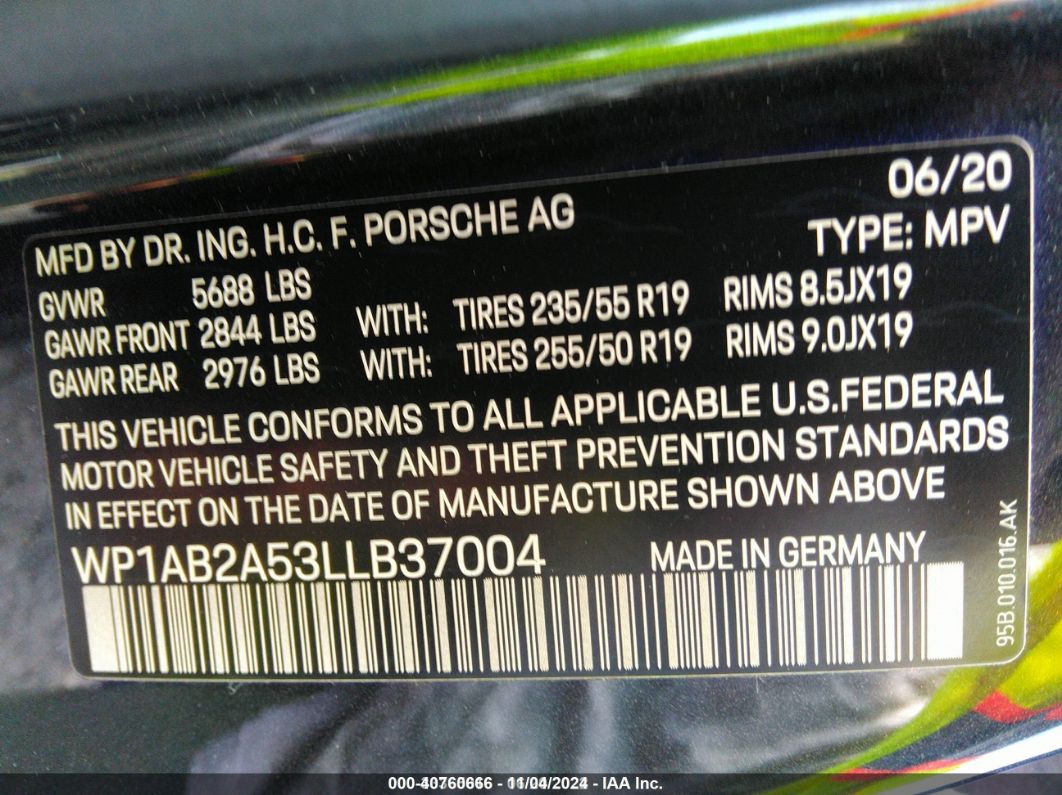 06/20
MFD BY DR. ING. H.C. F. PORSCHE AG TYPE: MPV
GVWR 5688 LBS
GAWR FRONT 2844 LBS WITH: TIRES 235/55 R19 RIMS 8.5JX19
GAWR REAR 2976 LBS WITH: TIRES 255/50 R19 RIMS 9.0JX19
THIS VEHICLE CONFORMS TO ALL APPLICABLE U.S.FEDERAL
MOTOR VEHICLE SAFETY AND THEFT PREVENTION STANDARDS
IN EFFECT ON THE DATE OF MANUFACTURE SHOWN ABOVE
WP1AB2A53LLB37004 MADE IN GERMANY
95B.010.016.AK
000-40760666 - 11/04/2024 - IAA Inc.